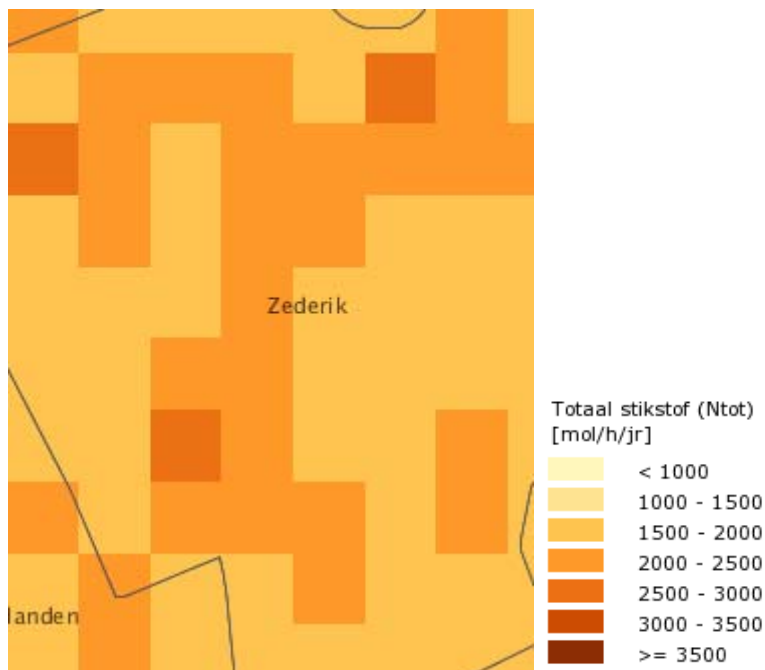 Zederik
landen
Totaal stikstof (Ntot)
[mol/h/jr]
< 1000
1000 - 1500
1500 - 2000
2000 - 2500
2500 - 3000
3000 - 3500
>= 3500